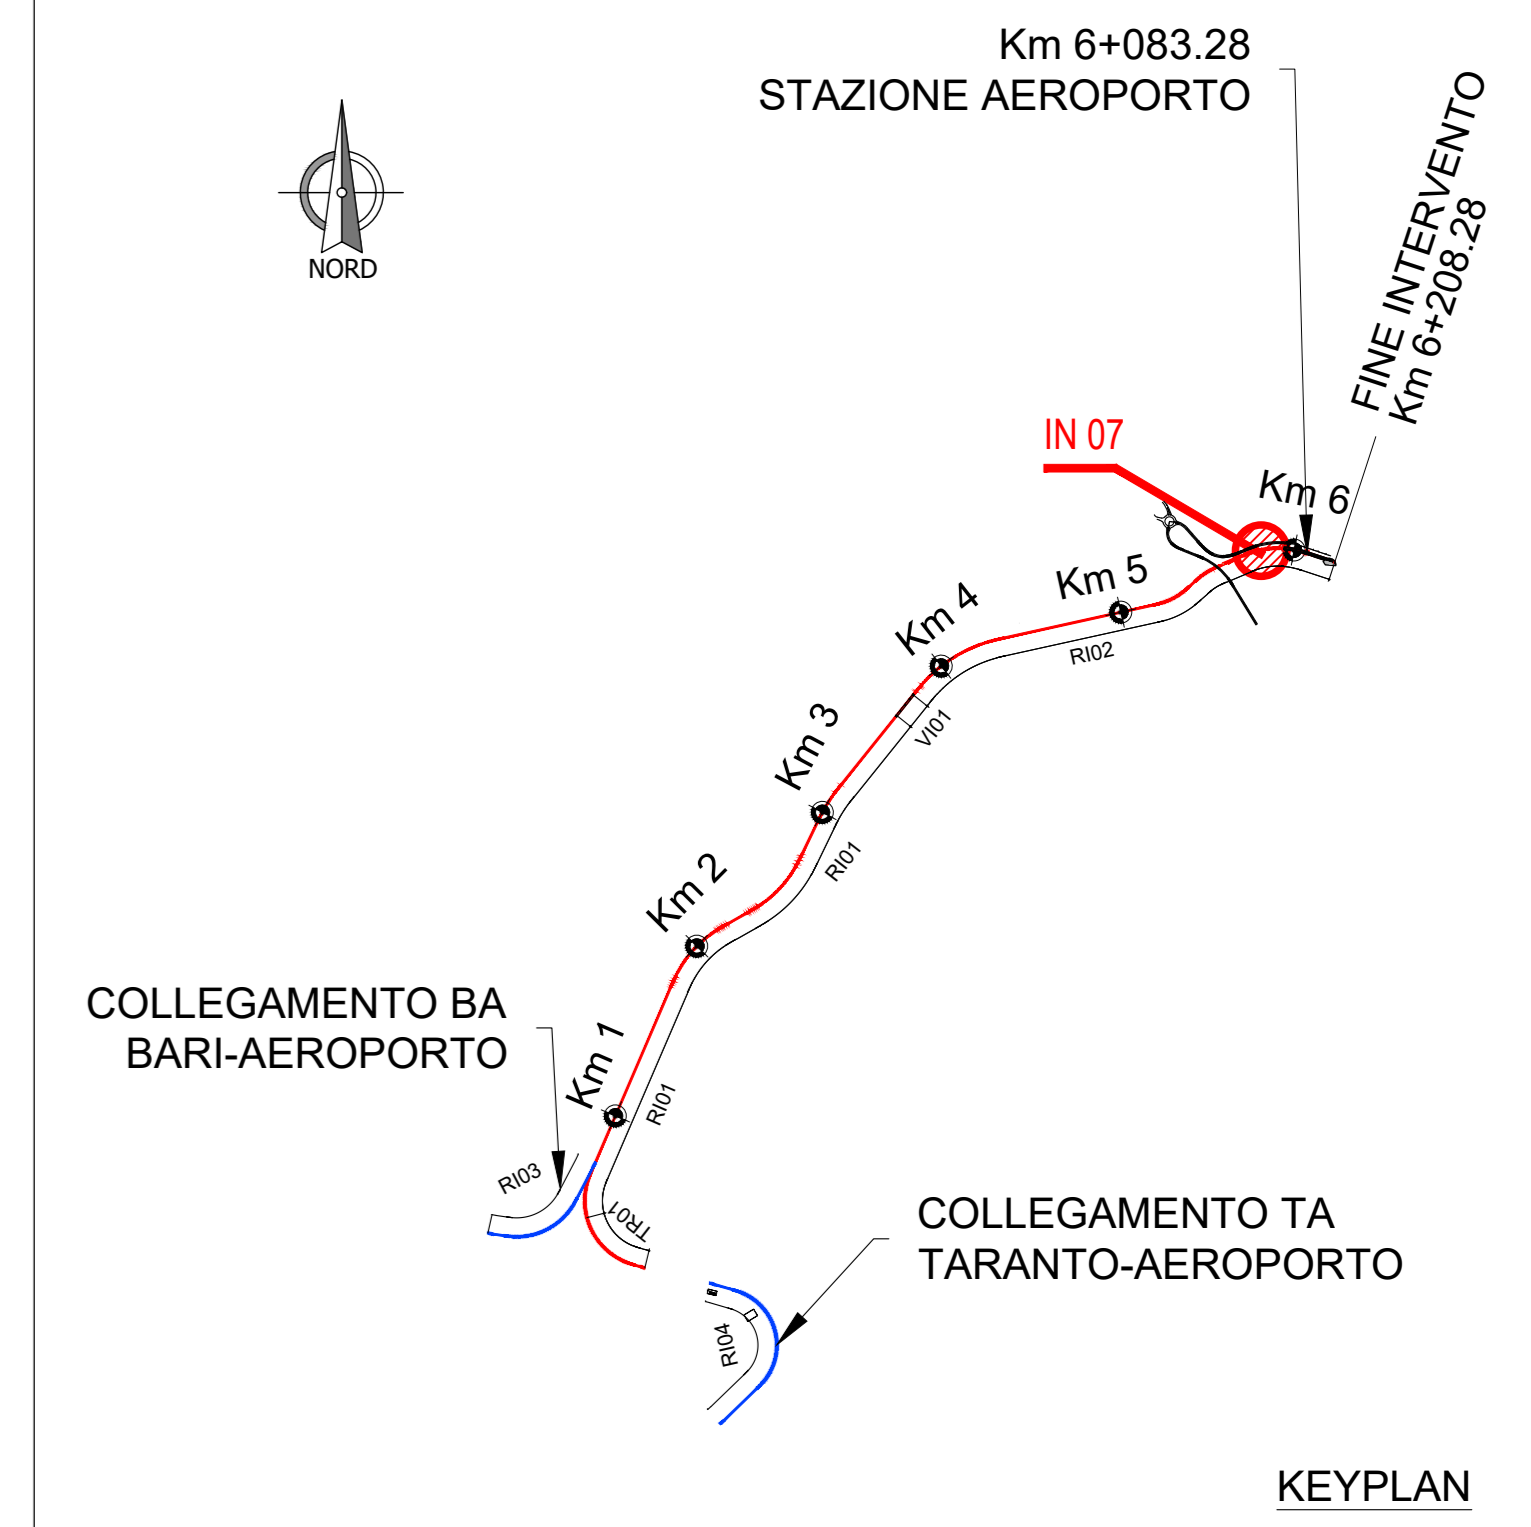 Km 6+083.28
STAZIONE AEROPORTO
FINE INTERVENTO
Km 6+208.28
NORD
IN 07
Km 6
Km 5
Km 4
RI02
VI01
Km 3
RI01
Km 2
COLLEGAMENTO BA
BARI-AEROPORTO
Km 1
RI01
RI03
TR01
COLLEGAMENTO TA
TARANTO-AEROPORTO
RI04
KEYPLAN